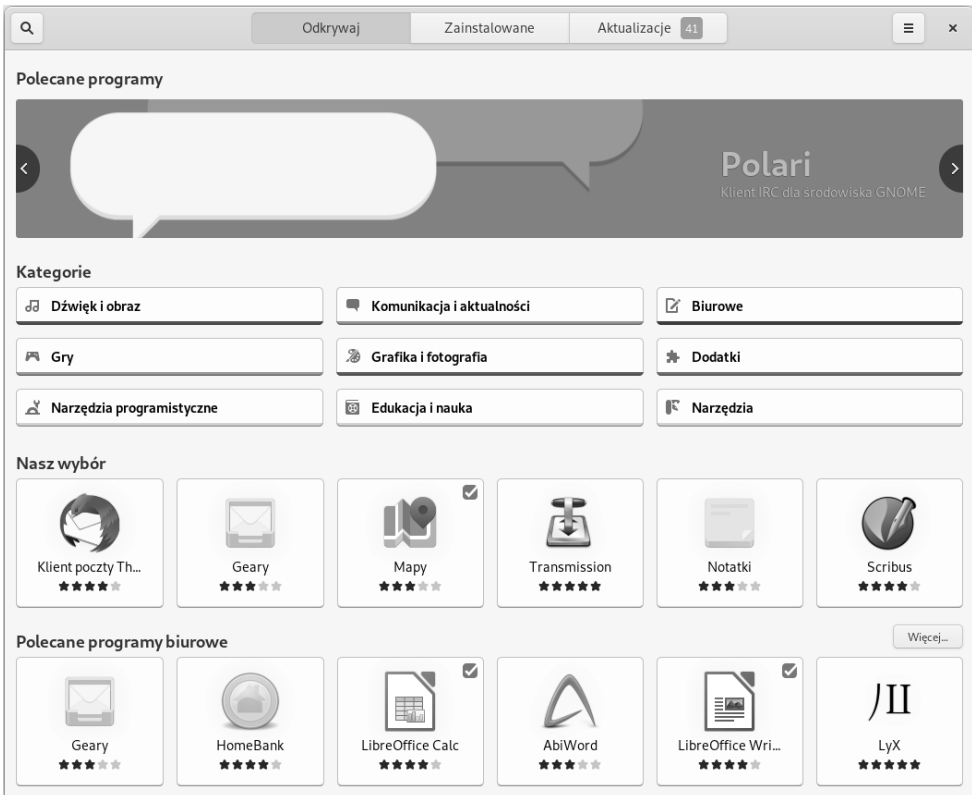 Odkrywaj Zainstalowane Aktualizacje 41
Polecane programy
Polari
Klient IRC dla środowiska GNOME
Kategorie
Dźwięk i obraz Komunikacja i aktualności Biurowe
Gry Grafika i fotografia Dodatki
Narzędzia programistyczne Edukacja i nauka Narzędzia
Nasz wybór
Klient poczty Th... Geary Mapy Transmission Notatki Scribus
Polecane programy biurowe Więcej...
Geary HomeBank LibreOffice Calc AbiWord LibreOffice Wri... LyX